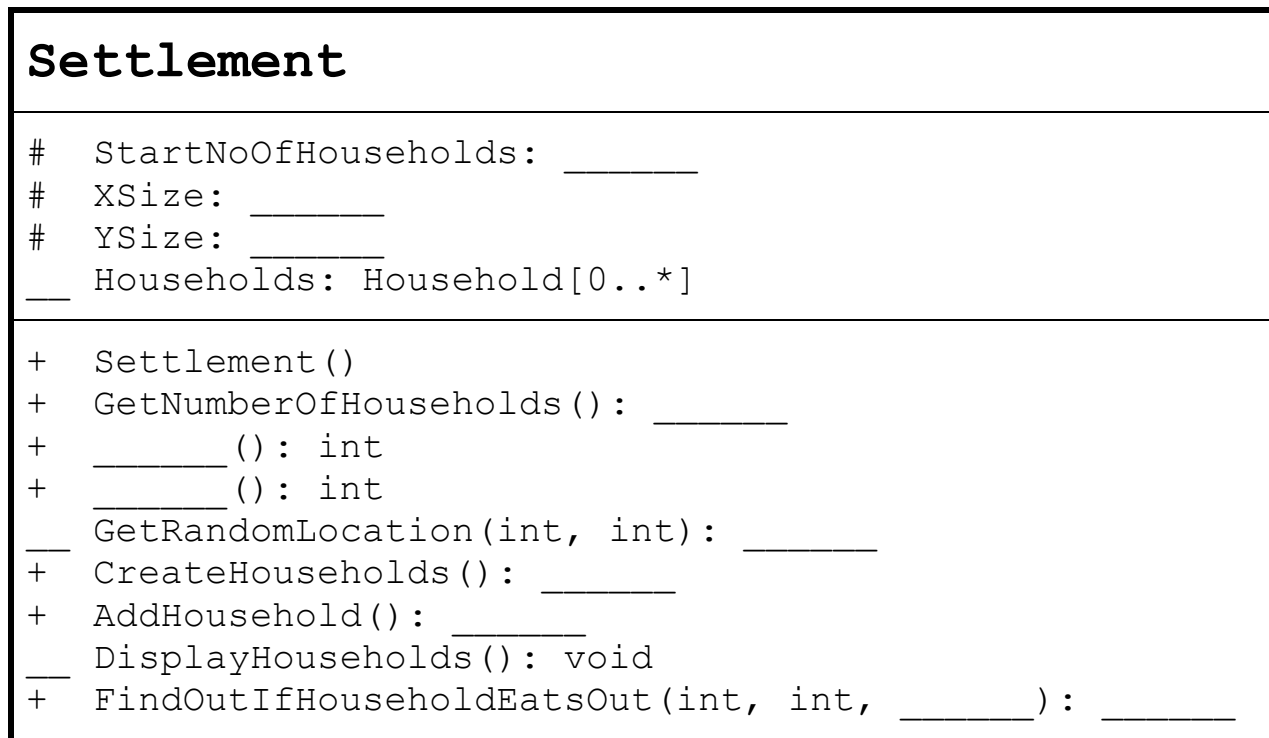 Settlement
# StartNoOfHouseholds: ______
# XSize: ______
# YSize: ______
__ Households: Household[0..*]
+ Settlement()
+ GetNumberOfHouseholds(): ______
+ ______(): int
+ ______(): int
__ GetRandomLocation(int, int): ______
+ CreateHouseholds(): ______
+ AddHousehold(): ______
__ DisplayHouseholds(): void
+ FindOutIfHouseholdEatsOut(int, int, ______): ______